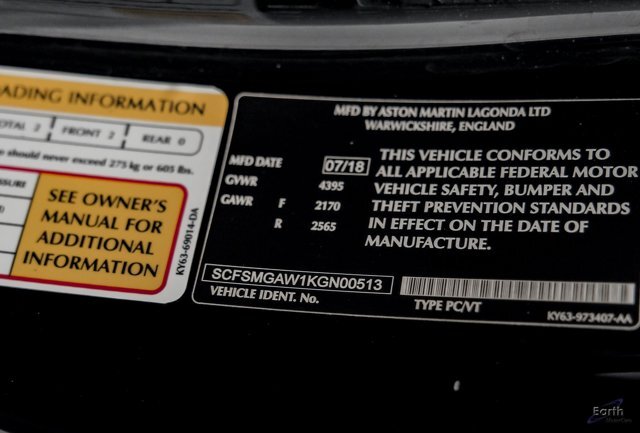 ADING INFORMATION
OTAL 2 FRONT 2 REAR 0
should never exceed 275 kg or 605 lbs.
SSURE
SEE OWNER'S
MANUAL FOR
ADDITIONAL
INFORMATION
KY63-69014-DA
MFD BY ASTON MARTIN LAGONDA LTD
WARWICKSHIRE, ENGLAND
MFD DATE 07/18
GVWR 4395
GAWR F 2170
R 2565
THIS VEHICLE CONFORMS TO
ALL APPLICABLE FEDERAL MOTOR
VEHICLE SAFETY, BUMPER AND
THEFT PREVENTION STANDARDS
IN EFFECT ON THE DATE OF
MANUFACTURE.
SCFSMGAW1KGN00513
VEHICLE IDENT. No.
TYPE PC/VT
KY63-973407-AA
Earth
MotorCars